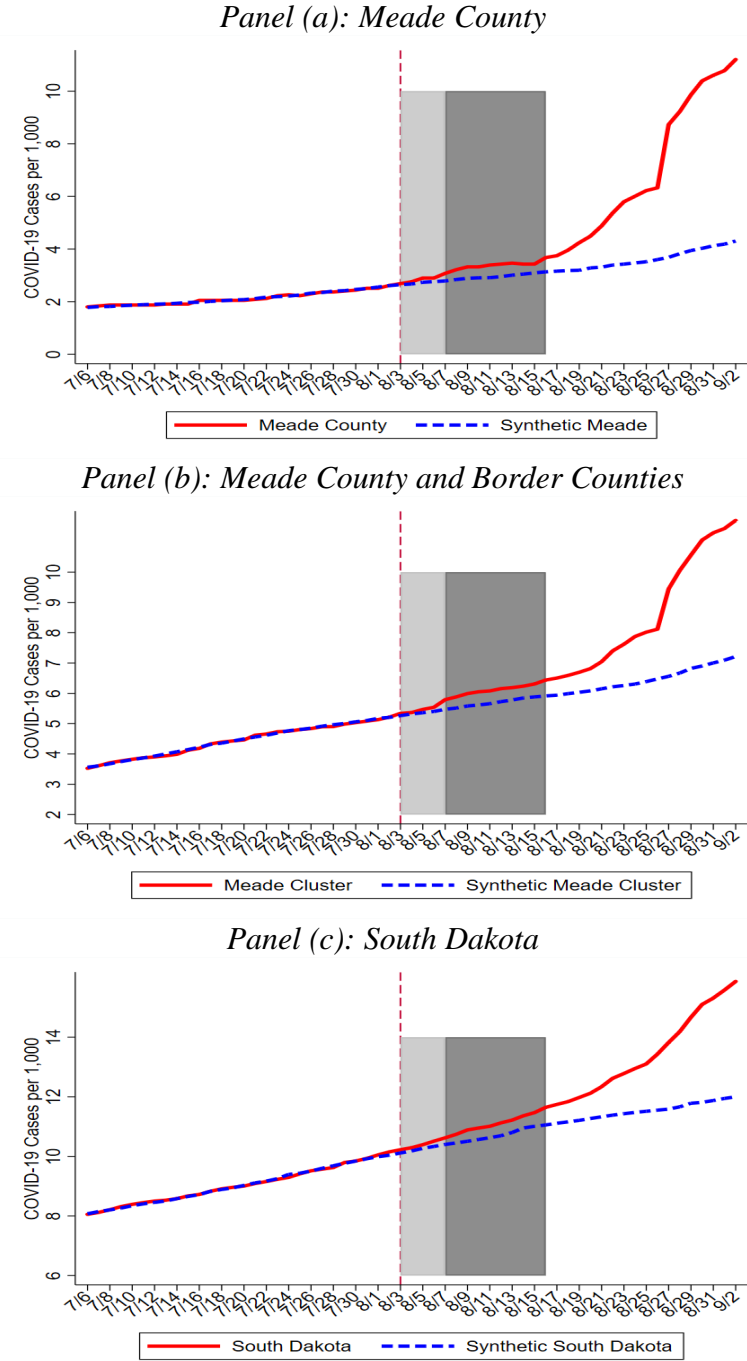 Panel (a): Meade County
COVID-19 Cases per 1,000
0 2 4 6 8 10
7/6 7/8 7/10 7/12 7/14 7/16 7/18 7/20 7/22 7/24 7/26 7/28 7/30 8/1 8/3 8/5 8/7 8/9 8/11 8/13 8/15 8/17 8/19 8/21 8/23 8/25 8/27 8/29 8/31 9/2
Meade County Synthetic Meade
Panel (b): Meade County and Border Counties
COVID-19 Cases per 1,000
2 3 4 5 6 7 8 9 10
7/6 7/8 7/10 7/12 7/14 7/16 7/18 7/20 7/22 7/24 7/26 7/28 7/30 8/1 8/3 8/5 8/7 8/9 8/11 8/13 8/15 8/17 8/19 8/21 8/23 8/25 8/27 8/29 8/31 9/2
Meade Cluster Synthetic Meade Cluster
Panel (c): South Dakota
COVID-19 Cases per 1,000
6 8 10 12 14
7/6 7/8 7/10 7/12 7/14 7/16 7/18 7/20 7/22 7/24 7/26 7/28 7/30 8/1 8/3 8/5 8/7 8/9 8/11 8/13 8/15 8/17 8/19 8/21 8/23 8/25 8/27 8/29 8/31 9/2
South Dakota Synthetic South Dakota